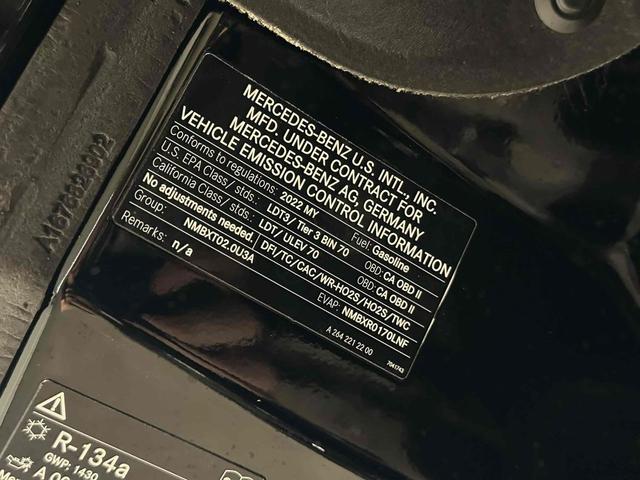 MERCEDES-BENZ U.S. INTL., INC.
MFD. UNDER CONTRACT FOR
MERCEDES-BENZ AG, GERMANY
VEHICLE EMISSION CONTROL INFORMATION
Conforms to regulations: 2022 MY Fuel: Gasoline
U.S. EPA Class / stds.: LDT3 / Tier 3 BIN 70 OBD: CA OBD II
California Class / stds.: LDT / ULEV 70 OBD: CA OBD II
No adjustments needed. DFI/TC/CAC/WR-HO2S/HO2S/TWC
Group: NMBXT02.0U3A EVAP: NMBXR0170LNF
Remarks: n/a
A 264 221 22 00
7041743
R-134a
GWP: 1430